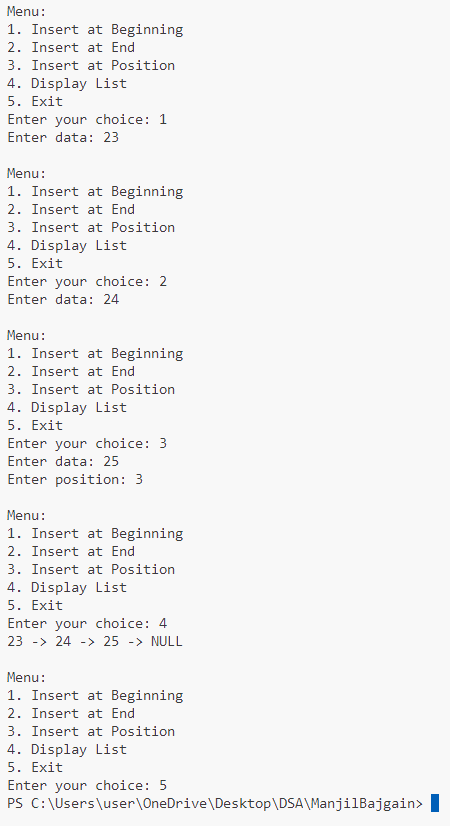 Menu:
1. Insert at Beginning
2. Insert at End
3. Insert at Position
4. Display List
5. Exit
Enter your choice: 1
Enter data: 23
Menu:
1. Insert at Beginning
2. Insert at End
3. Insert at Position
4. Display List
5. Exit
Enter your choice: 2
Enter data: 24
Menu:
1. Insert at Beginning
2. Insert at End
3. Insert at Position
4. Display List
5. Exit
Enter your choice: 3
Enter data: 25
Enter position: 3
Menu:
1. Insert at Beginning
2. Insert at End
3. Insert at Position
4. Display List
5. Exit
Enter your choice: 4
23 -> 24 -> 25 -> NULL
Menu:
1. Insert at Beginning
2. Insert at End
3. Insert at Position
4. Display List
5. Exit
Enter your choice: 5
PS C:\Users\user\OneDrive\Desktop\DSA\ManjilBajgain>